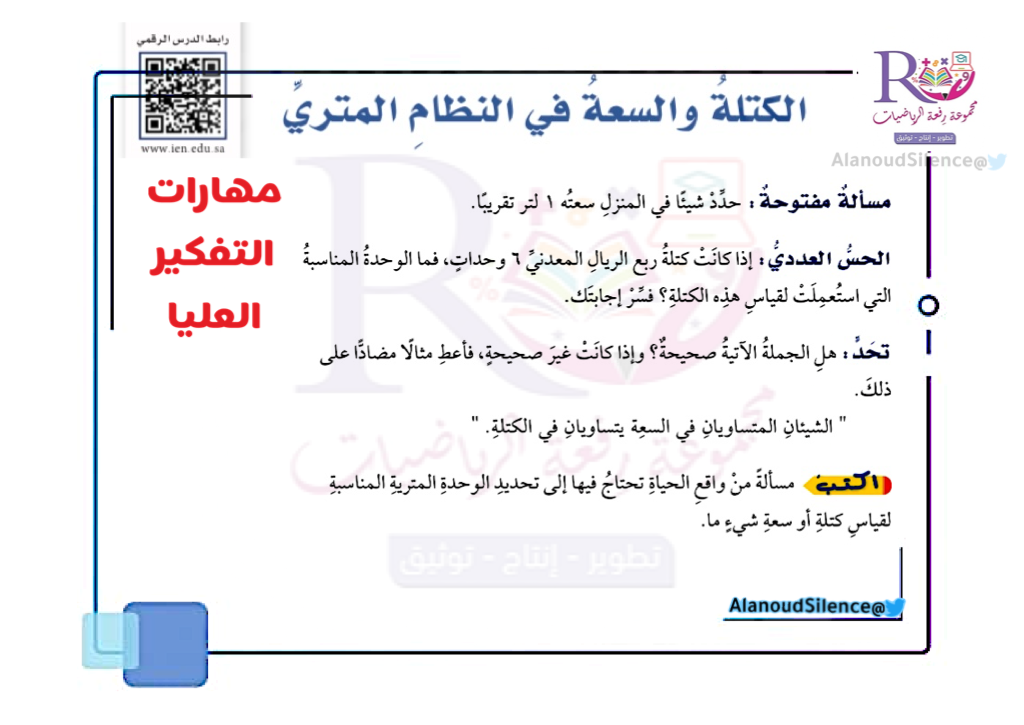 رابط الدرس الرقمي
www.ien.edu.sa
الكتلةُ والسعةُ في النظامِ المتريِّ
مجموعة رفعة الرياضيات
تطوير - إنتاج - توثيق
AlanoudSilence@
مهارات
التفكير
العليا
مسألةٌ مفتوحةٌ : حدِّدْ شيئًا في المنزلِ سعتُه ١ لتر تقريبًا.
الحسُّ العدديُّ : إذا كانَتْ كتلةُ ربع الريالِ المعدنيِّ ٦ وحداتٍ، فما الوحدةُ المناسبةُ
التي استُعمِلَتْ لقياسِ هذِه الكتلةِ؟ فسِّرْ إجابتَك.
تحَدٍّ : هلِ الجملةُ الآتيةُ صحيحةٌ؟ وإذا كانَتْ غيرَ صحيحةٍ، فأعطِ مثالًا مضادًّا على
ذلكَ.
" الشيئانِ المتساويانِ في السعِة يتساويانِ في الكتلةِ. "
اكتب مسألةً منْ واقعِ الحياةِ تحتاجُ فيها إلى تحديدِ الوحدةِ المتريةِ المناسبةِ
لقياسِ كتلةِ أو سعةِ شيءٍ ما.
مجموعة رفعة الرياضيات
تطوير - إنتاج - توثيق
AlanoudSilence@